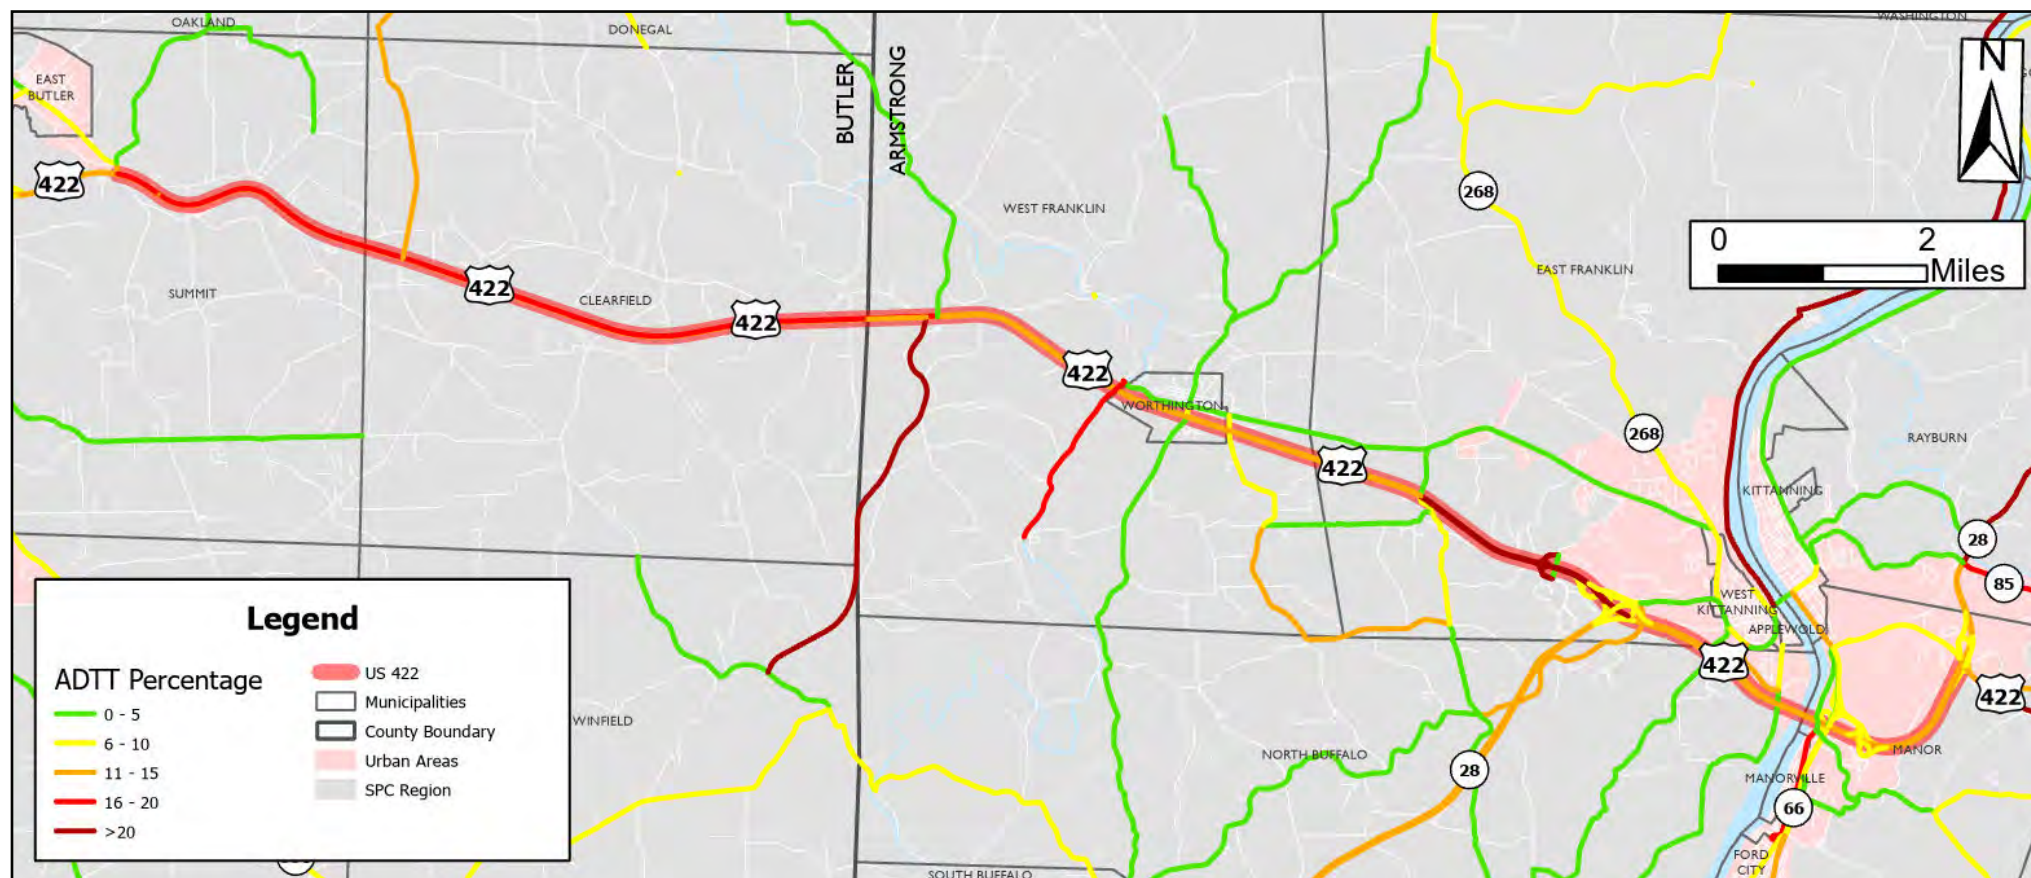 OAKLAND
DONEGAL
WASHINGTON
N
EAST
BUTLER
BUTLER
ARMSTRONG
422
268
WEST FRANKLIN
0 2
Miles
EAST FRANKLIN
SUMMIT
422
CLEARFIELD
422
422
WORTHINGTON
268
RAYBURN
422
KITTANNING
28
85
WEST
KITTANNING
APPLEWOLD
422
422
WINFIELD
NORTH BUFFALO
28
MANOR
MANORVILLE
66
FORD
CITY
SOUTH BUFFALO
Legend
ADTT Percentage
0 - 5
6 - 10
11 - 15
16 - 20
>20
US 422
Municipalities
County Boundary
Urban Areas
SPC Region